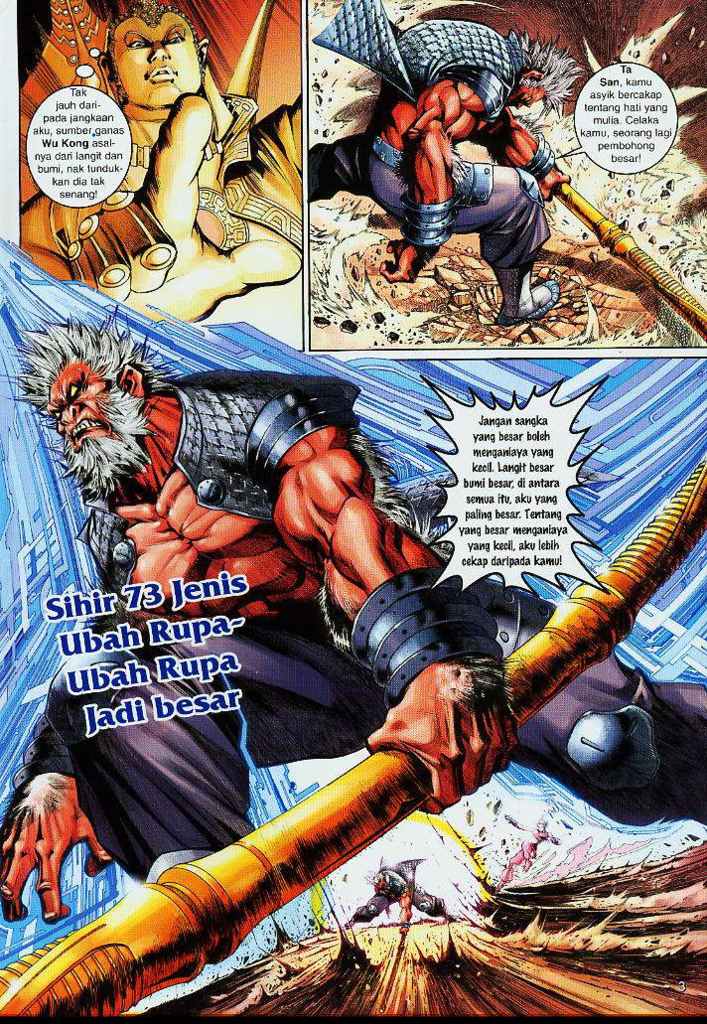 Tak
jauh dari-
pada jangkaan
aku, sumber ganas
Wu Kong asal-
nya dari langit dan
bumi, nak tunduk-
kan dia tak
senang!
Ta
San, kamu
asyik bercakap
tentang hati yang
mulia. Celaka
kamu, seorang lagi
pembohong
besar!
Jangan sangka
yang besar boleh
menganiaya yang
kecil. Langit besar
bumi besar, di antara
semua itu, aku yang
paling besar. Tentang
yang besar menganiaya
yang kecil, aku lebih
cekap daripada kamu!
Sihir 73 Jenis
Ubah Rupa-
Ubah Rupa
Jadi besar
3